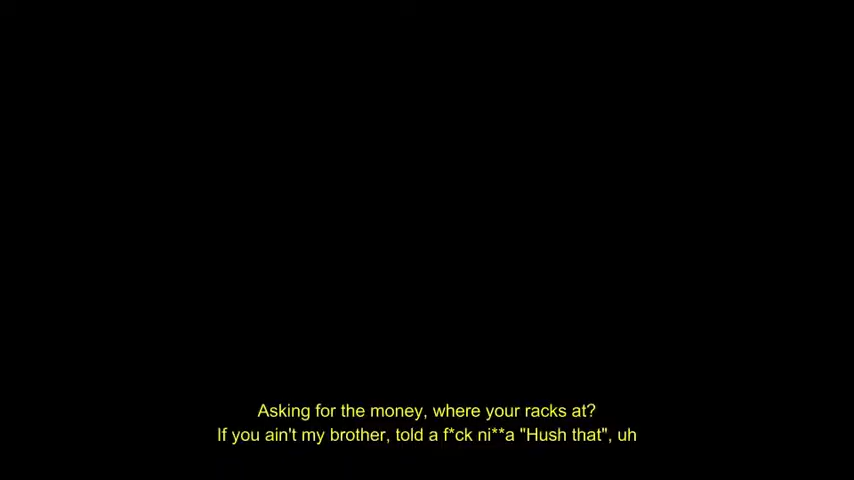 Asking for the money, where your racks at?
If you ain't my brother, told a f*ck ni**a "Hush that", uh